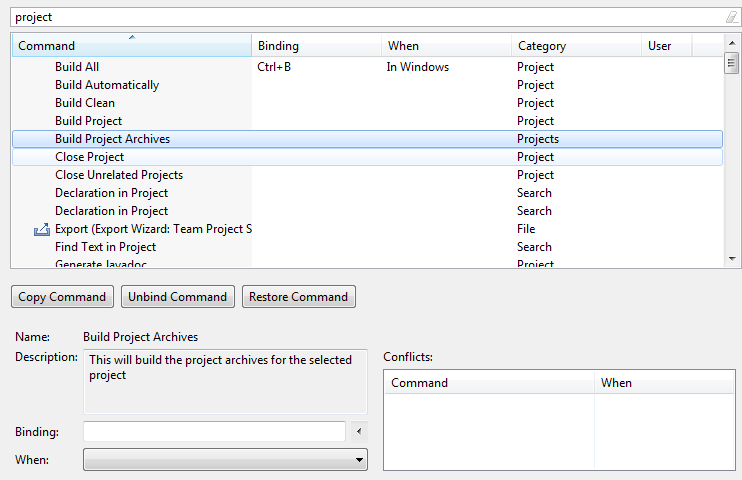 project
Command Binding When Category User
Build All Ctrl+B In Windows Project
Build Automatically Project
Build Clean Project
Build Project Project
Build Project Archives Projects
Close Project Project
Close Unrelated Projects Project
Declaration in Project Search
Declaration in Project Search
Export (Export Wizard: Team Project S File
Find Text in Project Search
Generate Javadoc Project
Copy Command Unbind Command Restore Command
Name: Build Project Archives
Description: This will build the project archives for the selected
project
Conflicts:
Command When
Binding:
When: